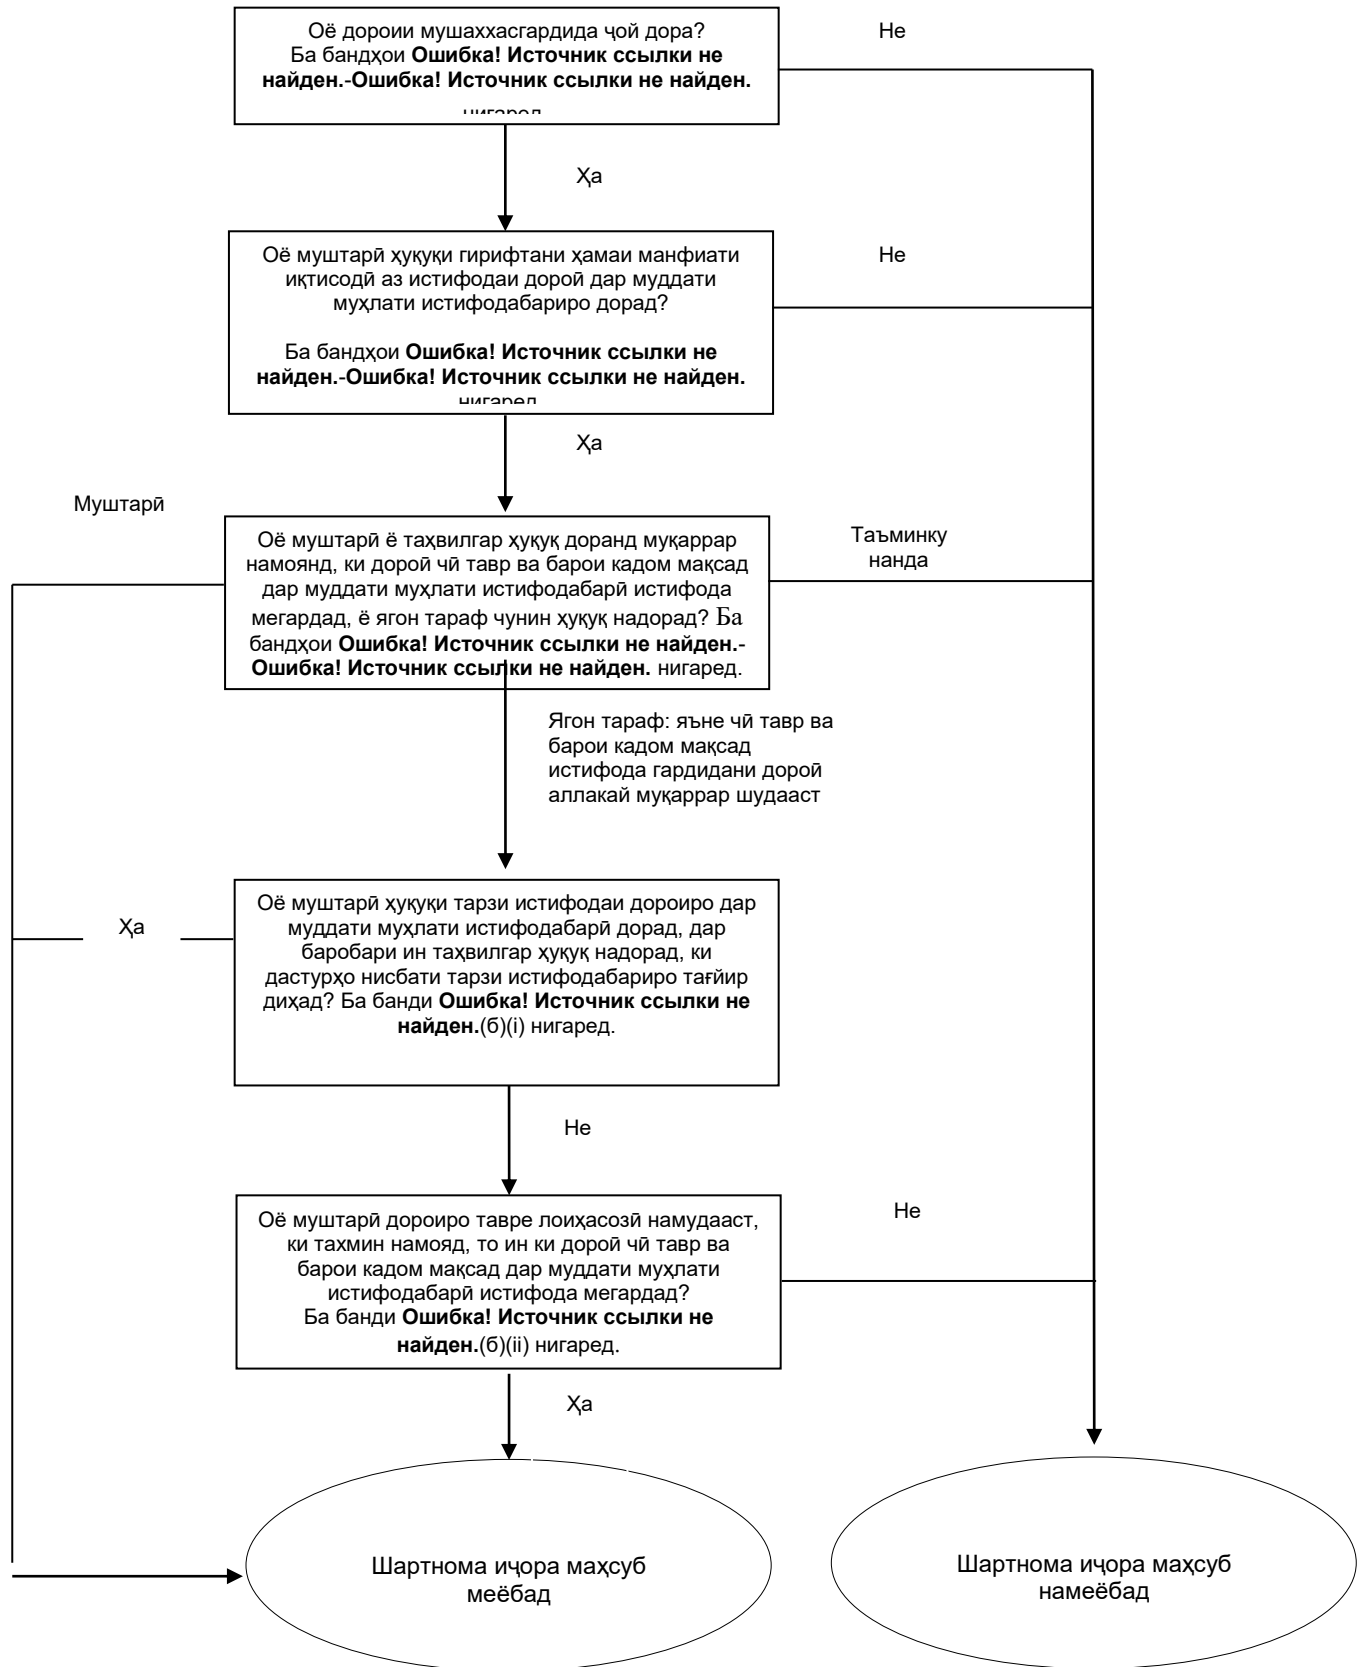 Оё дороии мушаххасгардида ҷой дора?
Ба бандҳои Ошибка! Источник ссылки не
найден.-Ошибка! Источник ссылки не найден.
нигаред
Не
Ҳа
Оё муштарӣ ҳуқуқи гирифтани ҳамаи манфиати
иқтисодӣ аз истифодаи дороӣ дар муддати
муҳлати истифодабариро дорад?
Ба бандҳои Ошибка! Источник ссылки не
найден.-Ошибка! Источник ссылки не найден.
нигаред
Не
Ҳа
Муштарӣ
Оё муштарӣ ё таҳвилгар ҳуқуқ доранд муқаррар
намоянд, ки дороӣ чӣ тавр ва барои кадом мақсад
дар муддати муҳлати истифодабарӣ истифода
мегардад, ё ягон тараф чунин ҳуқуқ надорад? Ба
бандҳои Ошибка! Источник ссылки не найден.-
Ошибка! Источник ссылки не найден. нигаред.
Таъминку
нанда
Ягон тараф: яъне чӣ тавр ва
барои кадом мақсад
истифода гардидани дороӣ
аллакай муқаррар шудааст
Оё муштарӣ ҳуқуқи тарзи истифодаи дороиро дар
муддати муҳлати истифодабарӣ дорад, дар
баробари ин таҳвилгар ҳуқуқ надорад, ки
дастурҳо нисбати тарзи истифодабариро тағйир
диҳад? Ба банди Ошибка! Источник ссылки не
найден.(б)(i) нигаред.
Ҳа
Не
Оё муштарӣ дороиро тавре лоиҳасозӣ намудааст,
ки тахмин намояд, то ин ки дороӣ чӣ тавр ва
барои кадом мақсад дар муддати муҳлати
истифодабарӣ истифода мегардад?
Ба банди Ошибка! Источник ссылки не
найден.(б)(ii) нигаред.
Не
Ҳа
Шартнома иҷора маҳсуб
меёбад
Шартнома иҷора маҳсуб
намеёбад